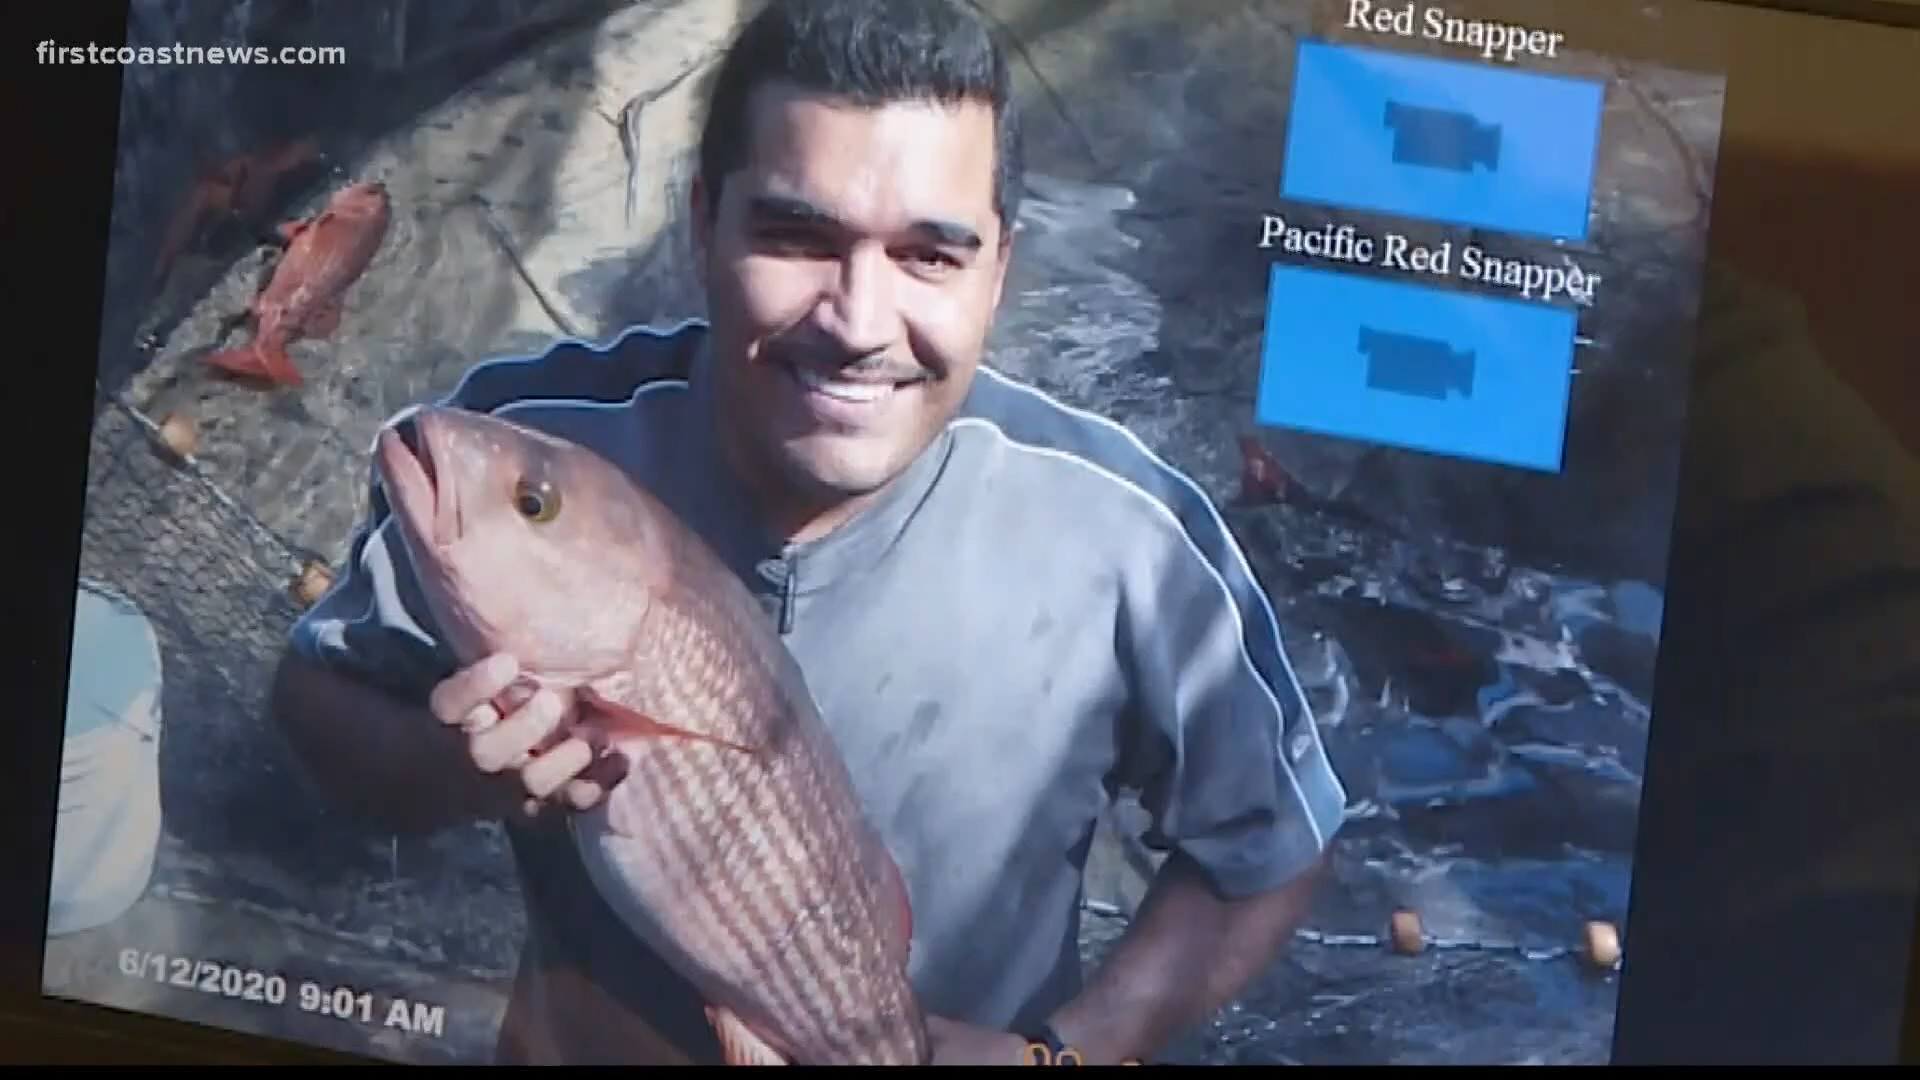 firstcoastnews.com
Red Snapper
Pacific Red Snapper
6/12/2020 9:01 AM